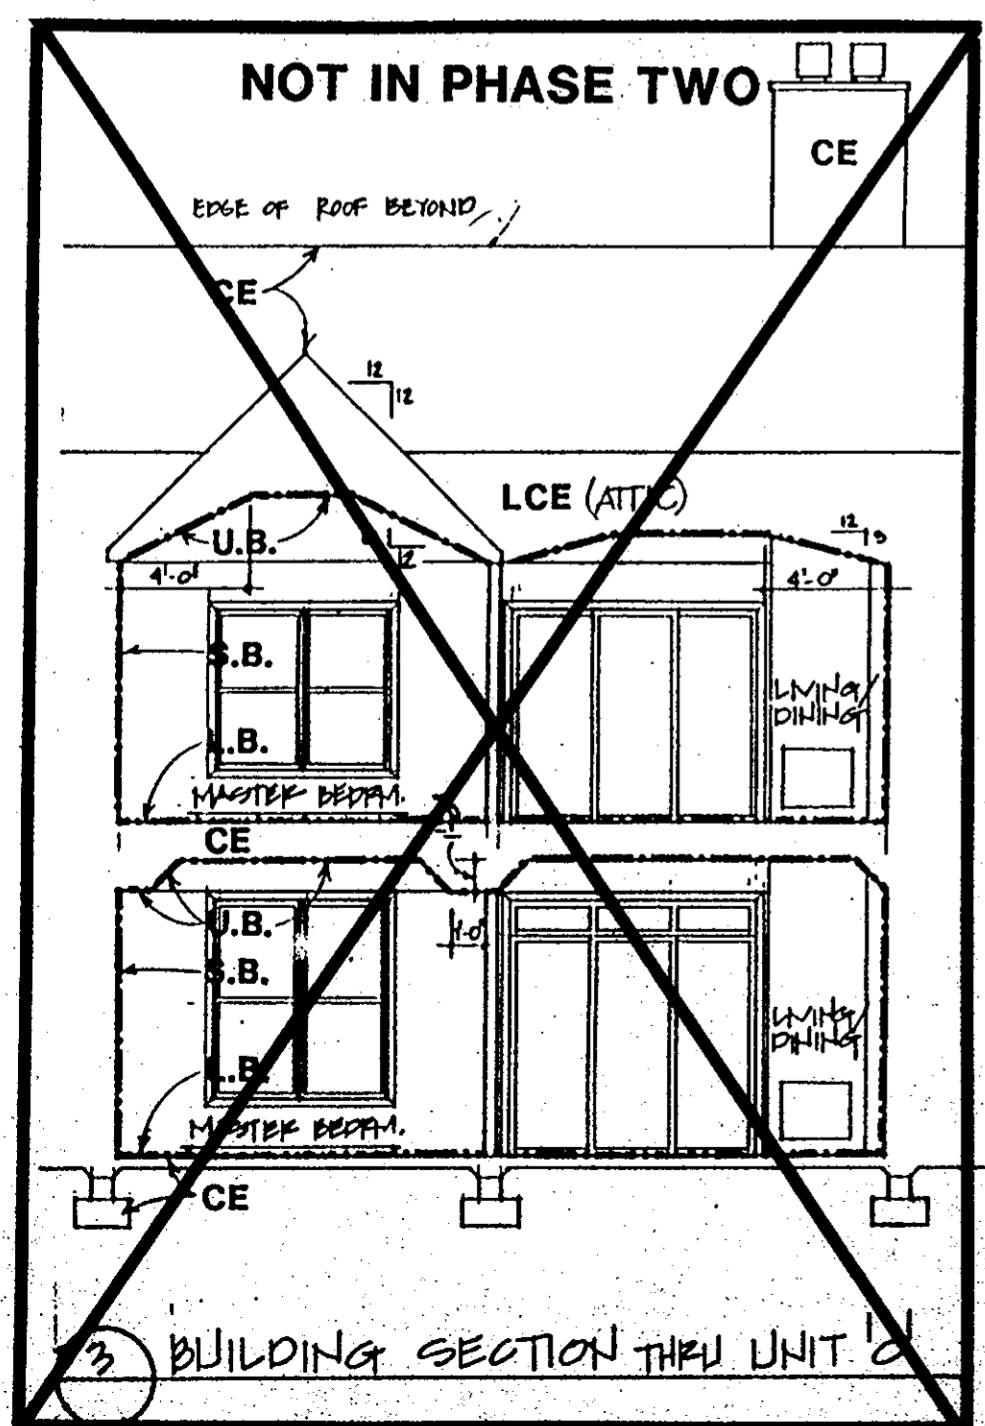 NOT IN PHASE TWO
CE
EDGE OF ROOF BEYOND
CE
12
12
LCE (ATTIC)
U.B.
12
12
4'-0"
4'-0"
S.B.
LIVING/
DINING
L.B.
MASTER BEDRM.
CE
U.B.
1'-0"
S.B.
LIVING/
DINING
L.B.
MASTER BEDRM.
CE
3 BUILDING SECTION THRU UNIT 'd'